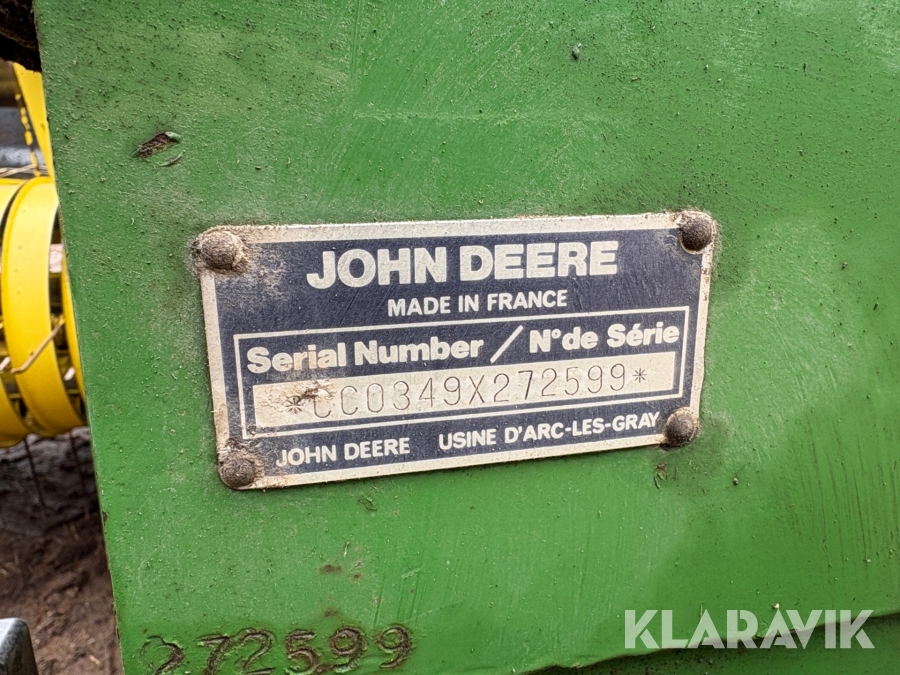 JOHN DEERE
MADE IN FRANCE
Serial Number / N° de Série
*CC0349X272599*
JOHN DEERE USINE D'ARC-LES-GRAY
272599
KLARAVIK